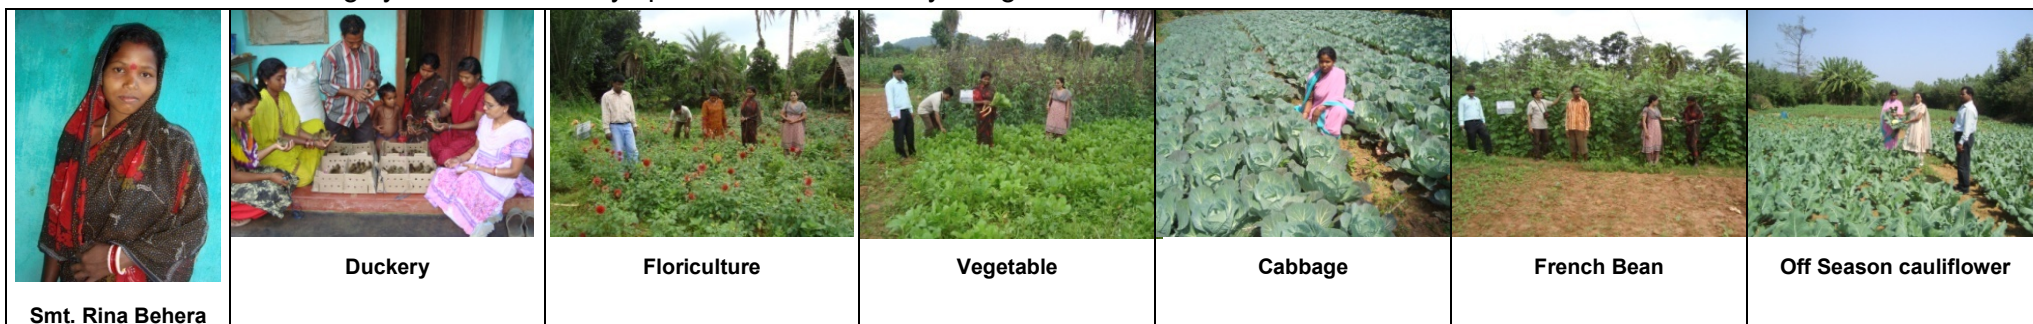 Duckery
Floriculture
Vegetable
Cabbage
French Bean
Off Season cauliflower
Smt. Rina Behera